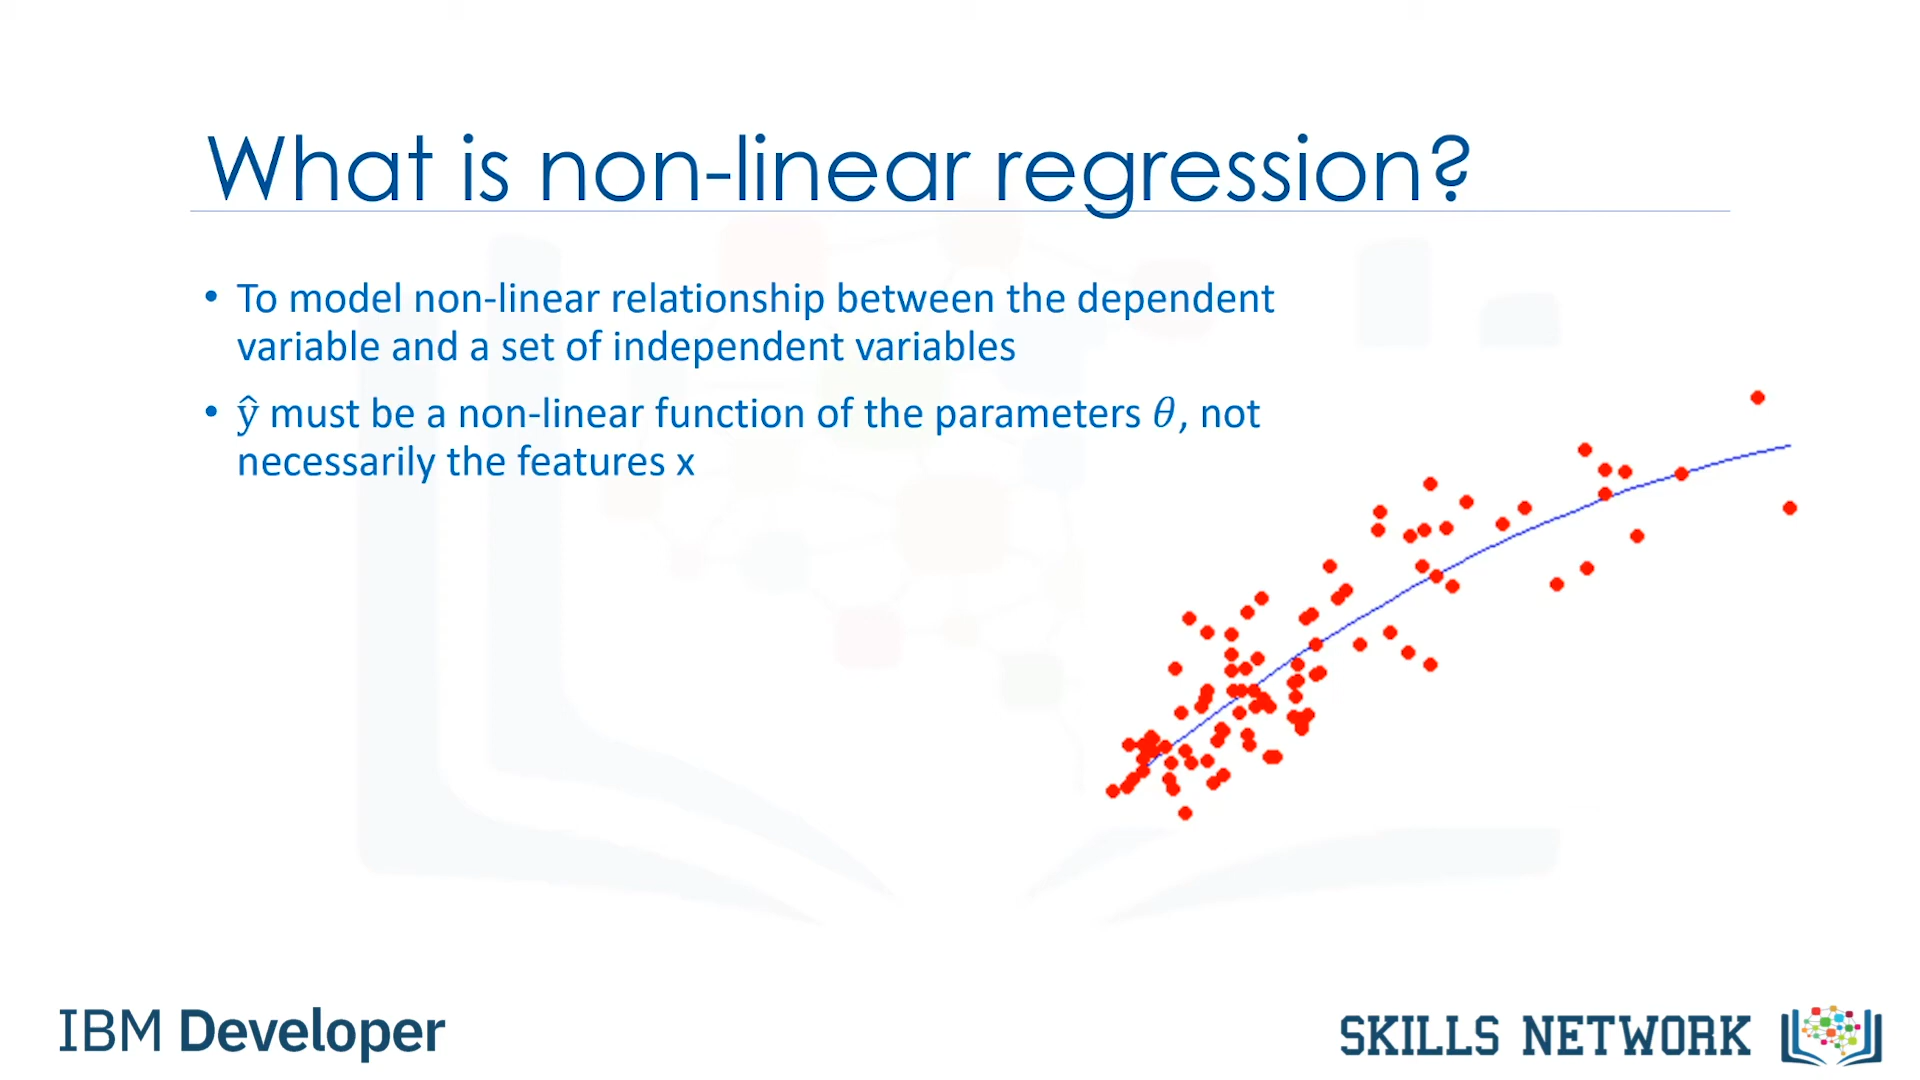 What is non-linear regression?
• To model non-linear relationship between the dependent
variable and a set of independent variables
• ŷ must be a non-linear function of the parameters θ, not
necessarily the features x
IBM Developer
SKILLS NETWORK